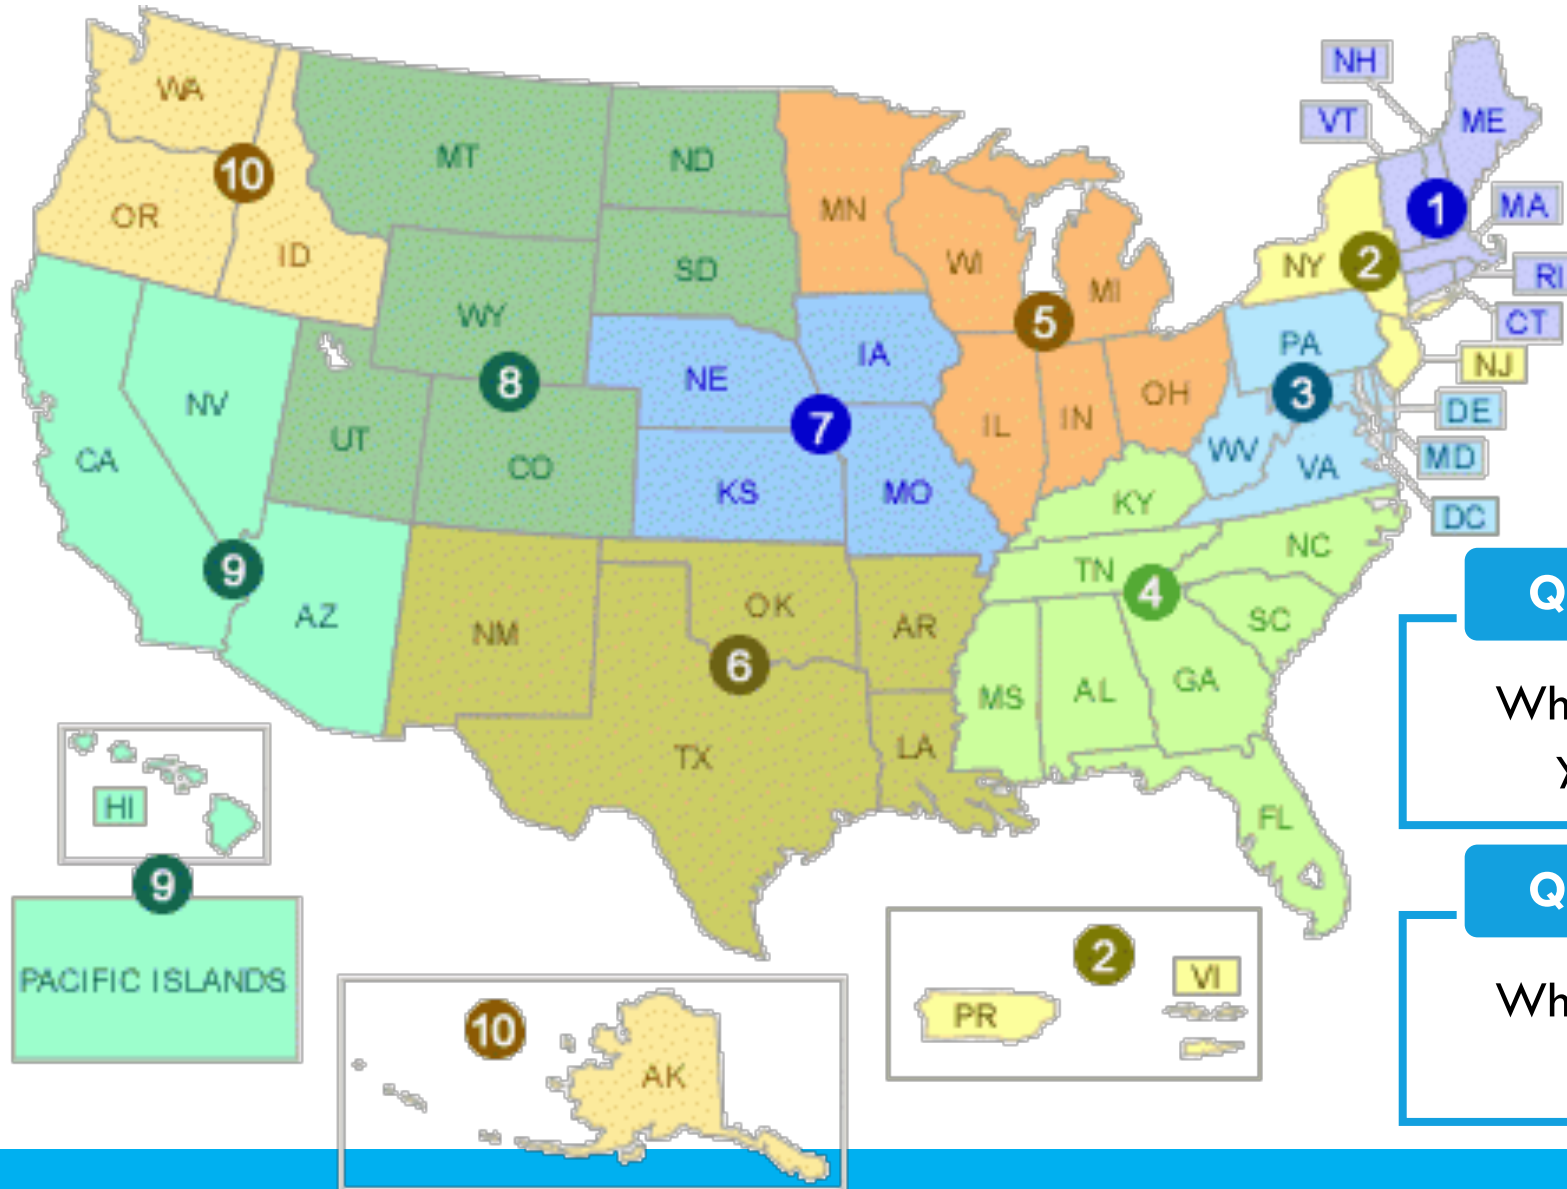 NH
WA
ME
VT
10
MT
ND
MN
1
MA
OR
ID
SD
WI
MI
NY
2
RI
WY
5
CT
IA
PA
NJ
8
NE
3
NV
7
OH
DE
UT
IL
IN
CA
CO
KS
MO
WV
VA
MD
KY
DC
NC
9
TN
4
AZ
NM
OK
AR
SC
Q
6
MS
AL
GA
Wh
TX
LA
HI
FL
9
Q
2
PACIFIC ISLANDS
VI
Wh
10
PR
AK